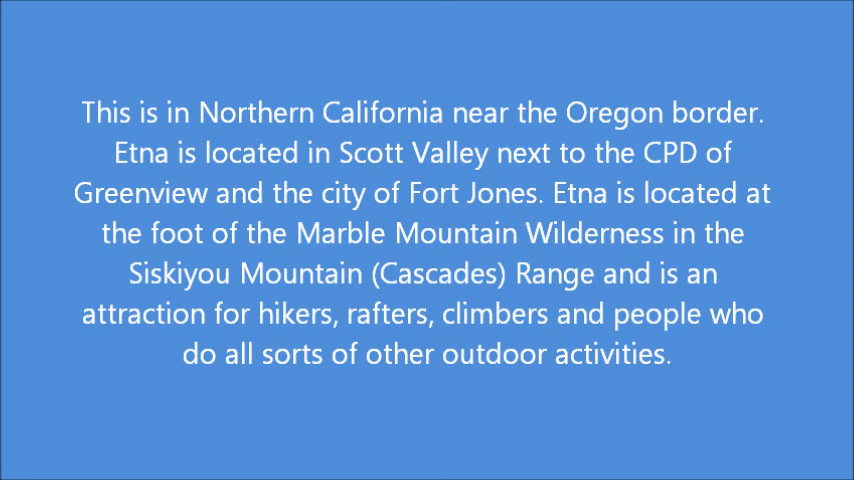 This is in Northern California near the Oregon border.
Etna is located in Scott Valley next to the CPD of
Greenview and the city of Fort Jones. Etna is located at
the foot of the Marble Mountain Wilderness in the
Siskiyou Mountain (Cascades) Range and is an
attraction for hikers, rafters, climbers and people who
do all sorts of other outdoor activities.